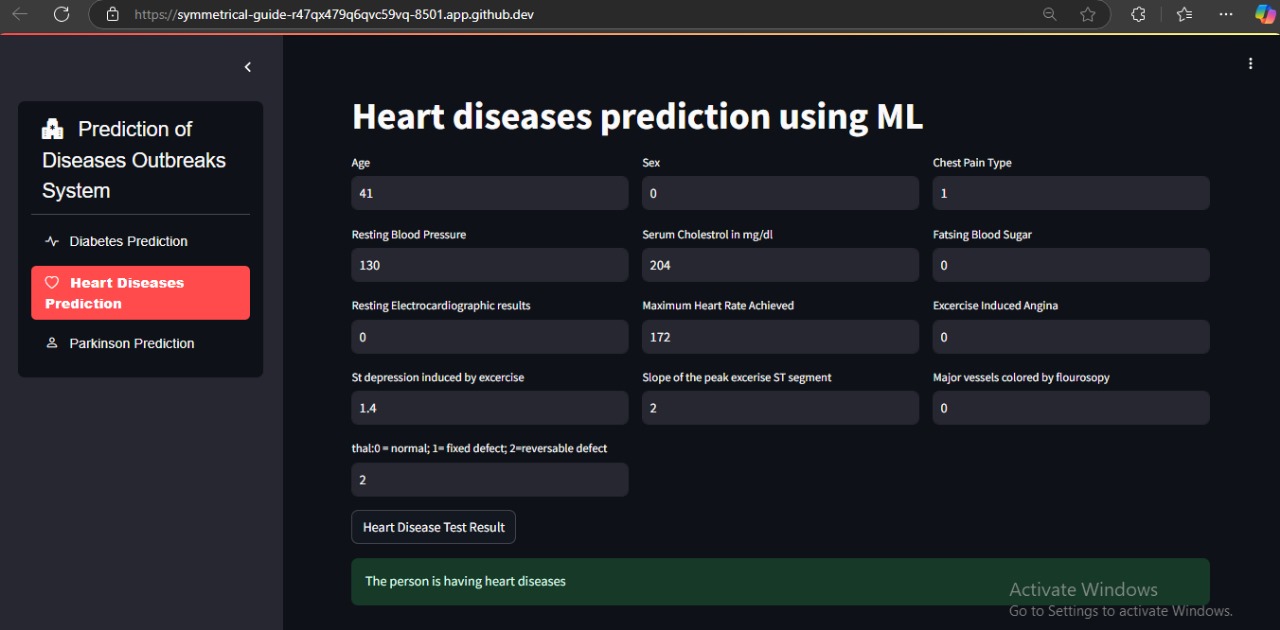 https://symmetrical-guide-r47qx479q6qvc59vq-8501.app.github.dev
Prediction of
Diseases Outbreaks
System
Diabetes Prediction
Heart Diseases
Prediction
Parkinson Prediction
Heart diseases prediction using ML
Age Sex Chest Pain Type
41 0 1
Resting Blood Pressure Serum Cholestrol in mg/dl Fatsing Blood Sugar
130 204 0
Resting Electrocardiographic results Maximum Heart Rate Achieved Excercise Induced Angina
0 172 0
St depression induced by excercise Slope of the peak excerise ST segment Major vessels colored by flourosopy
1.4 2 0
thal:0 = normal; 1= fixed defect; 2=reversable defect
2
Heart Disease Test Result
The person is having heart diseases
Activate Windows
Go to Settings to activate Windows.